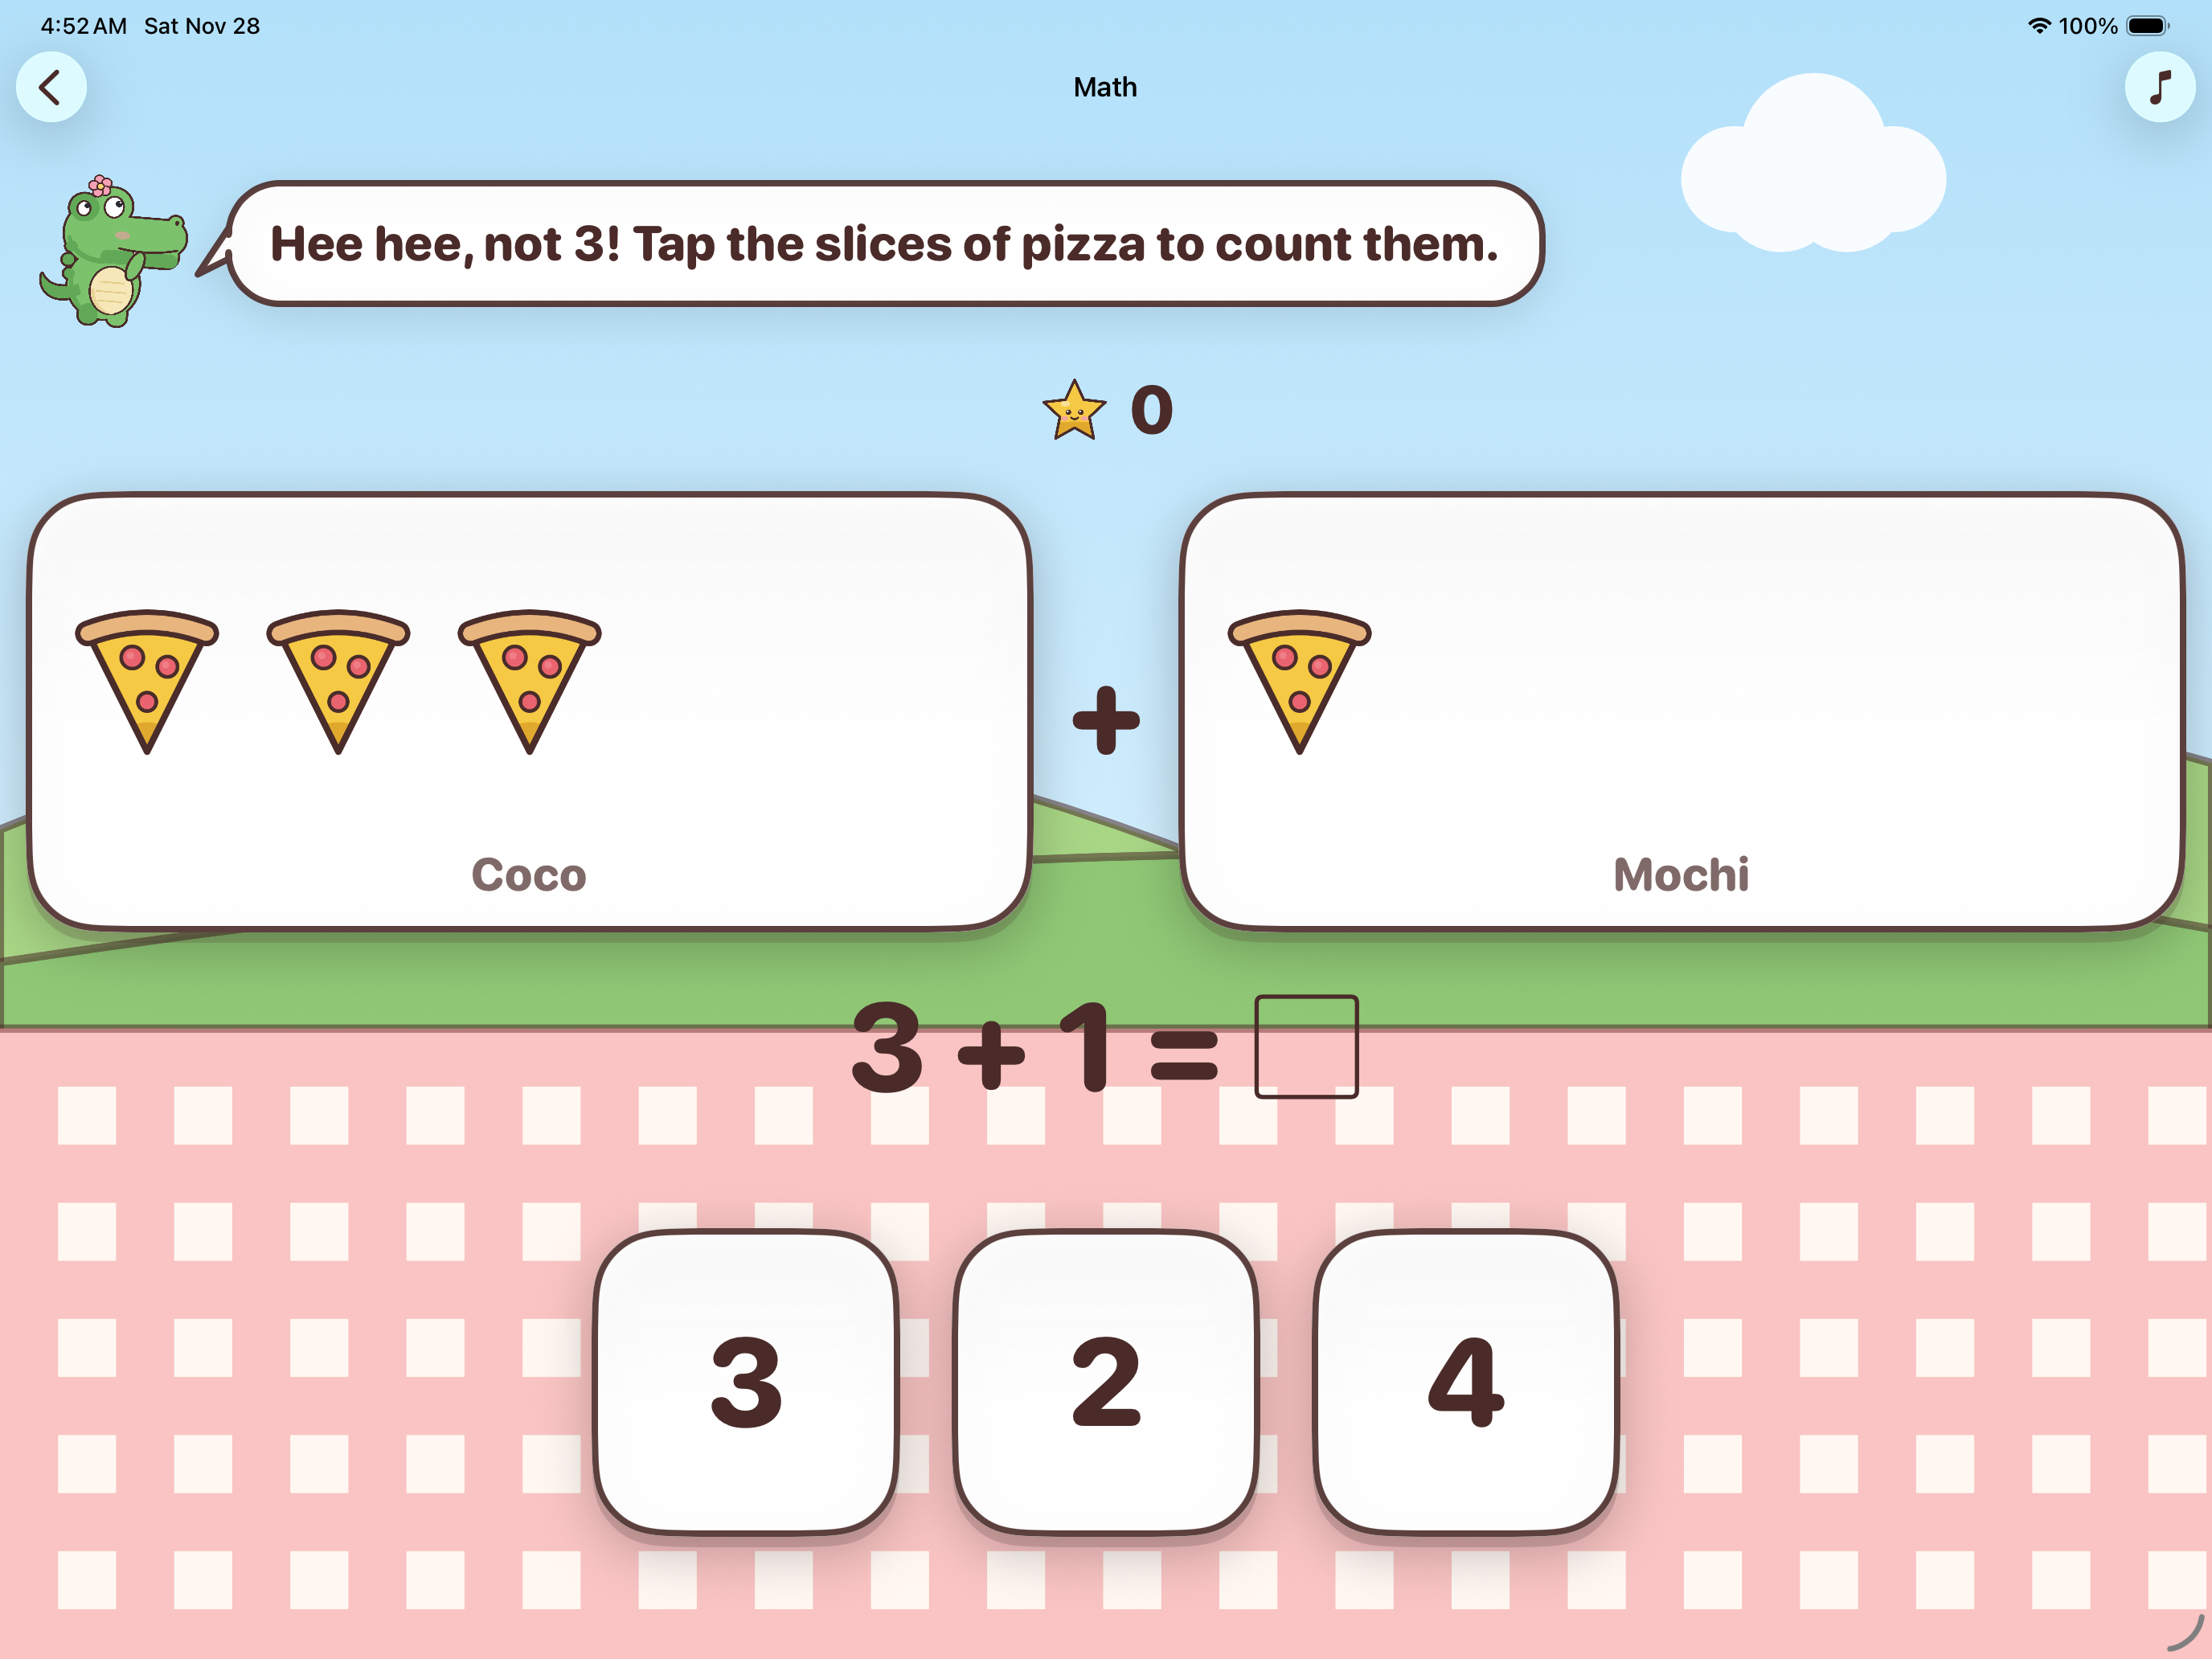 4:52 AM Sat Nov 28
100%
Math
Hee hee, not 3! Tap the slices of pizza to count them.
0
+
Coco
Mochi
3 + 1 =
3
2
4